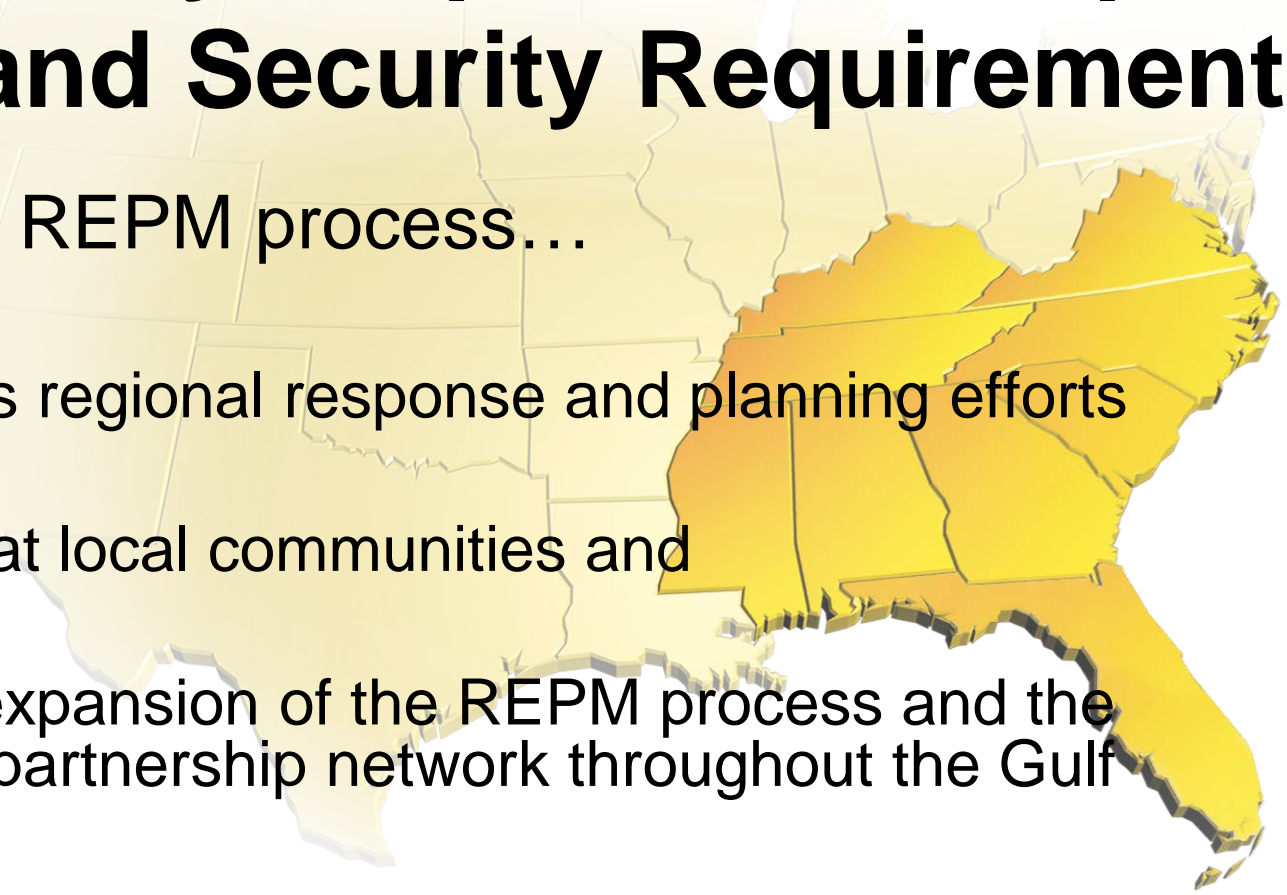 and Security Requirement
REPM process…
s regional response and planning efforts
at local communities and
expansion of the REPM process and the
partnership network throughout the Gulf